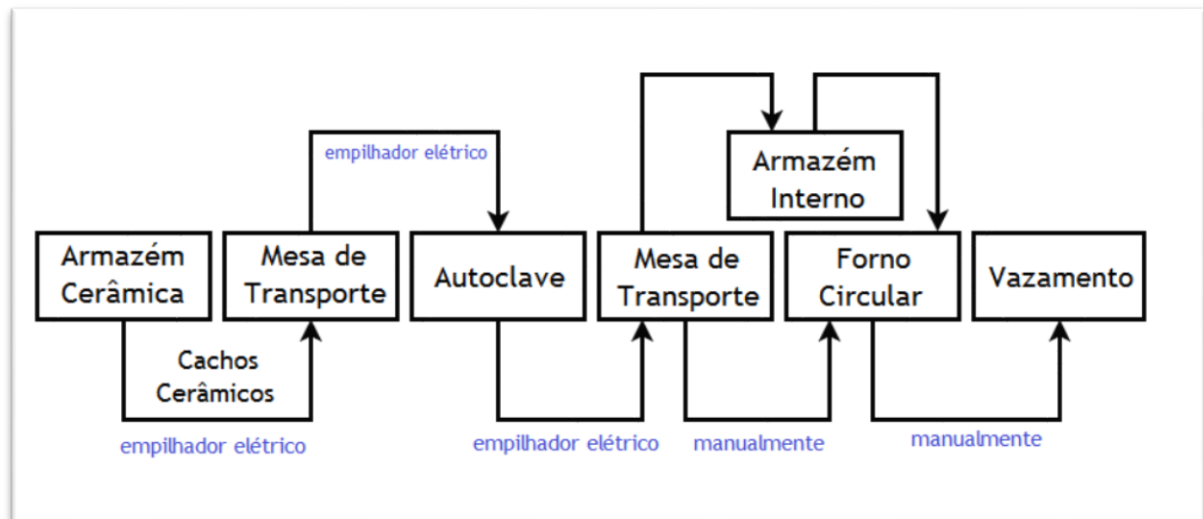 empilhador elétrico
Armazém
Interno
Armazém
Cerâmica
Mesa de
Transporte
Autoclave
Mesa de
Transporte
Forno
Circular
Vazamento
Cachos
Cerâmicos
empilhador elétrico
empilhador elétrico
manualmente
manualmente